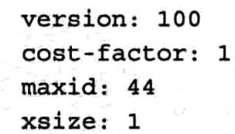 version: 100
cost-factor: 1
maxid: 44
xsize: 1